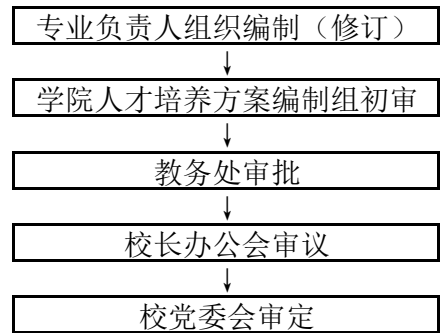 专业负责人组织编制（修订）
学院人才培养方案编制组初审
教务处审批
校长办公会审议
校党委会审定